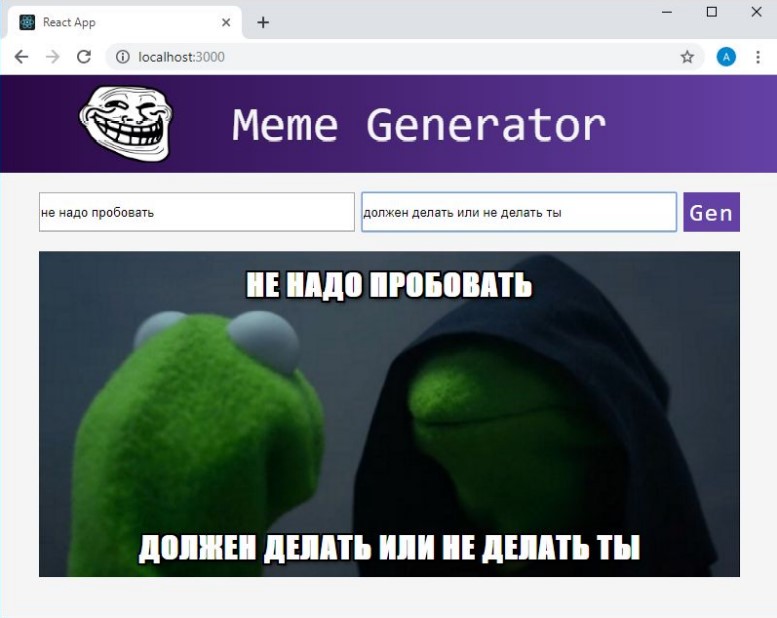 React App
localhost:3000
A
Meme Generator
не надо пробовать
должен делать или не делать ты
Gen
НЕ НАДО ПРОБОВАТЬ
ДОЛЖЕН ДЕЛАТЬ ИЛИ НЕ ДЕЛАТЬ ТЫ